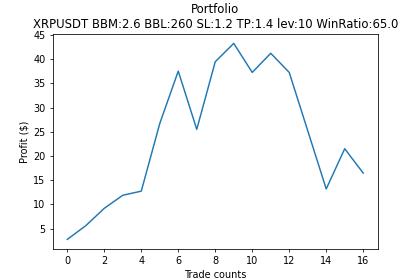 Portfolio
XRPUSDT BBM:2.6 BBL:260 SL:1.2 TP:1.4 lev:10 WinRatio:65.0
Profit ($)
45
40
35
30
25
20
15
10
5
0 2 4 6 8 10 12 14 16
Trade counts